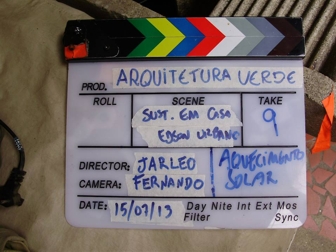 PROD. ARQUITETURA VERDE
ROLL SCENE TAKE
SUST. EM CASA
EDSON URBANO
9
DIRECTOR: JARLEO
CAMERA: FERNANDO
AQUECIMENTO
SOLAR
DATE: 15/07/13 Day Nite Int Ext Mos
Filter Sync